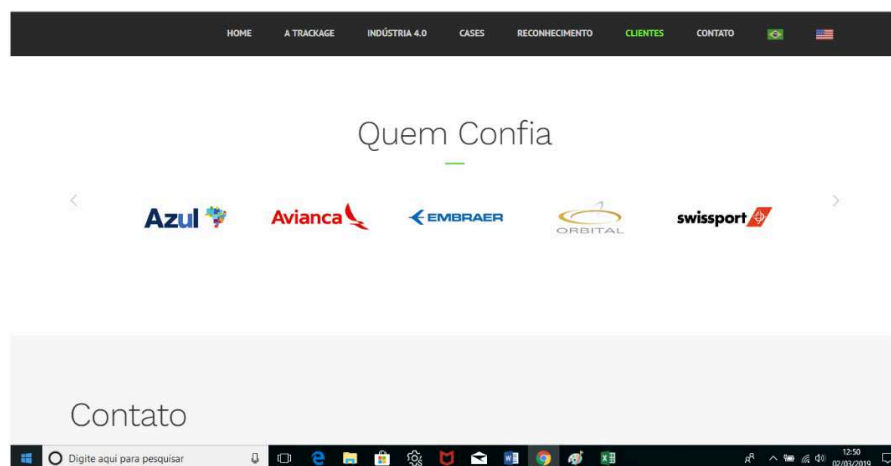 HOME A TRACKAGE INDÚSTRIA 4.0 CASES RECONHECIMENTO CLIENTES CONTATO
Quem Confia
Azul Avianca EMBRAER ORBITAL swissport
Contato
Digite aqui para pesquisar
12:50
02/03/2019